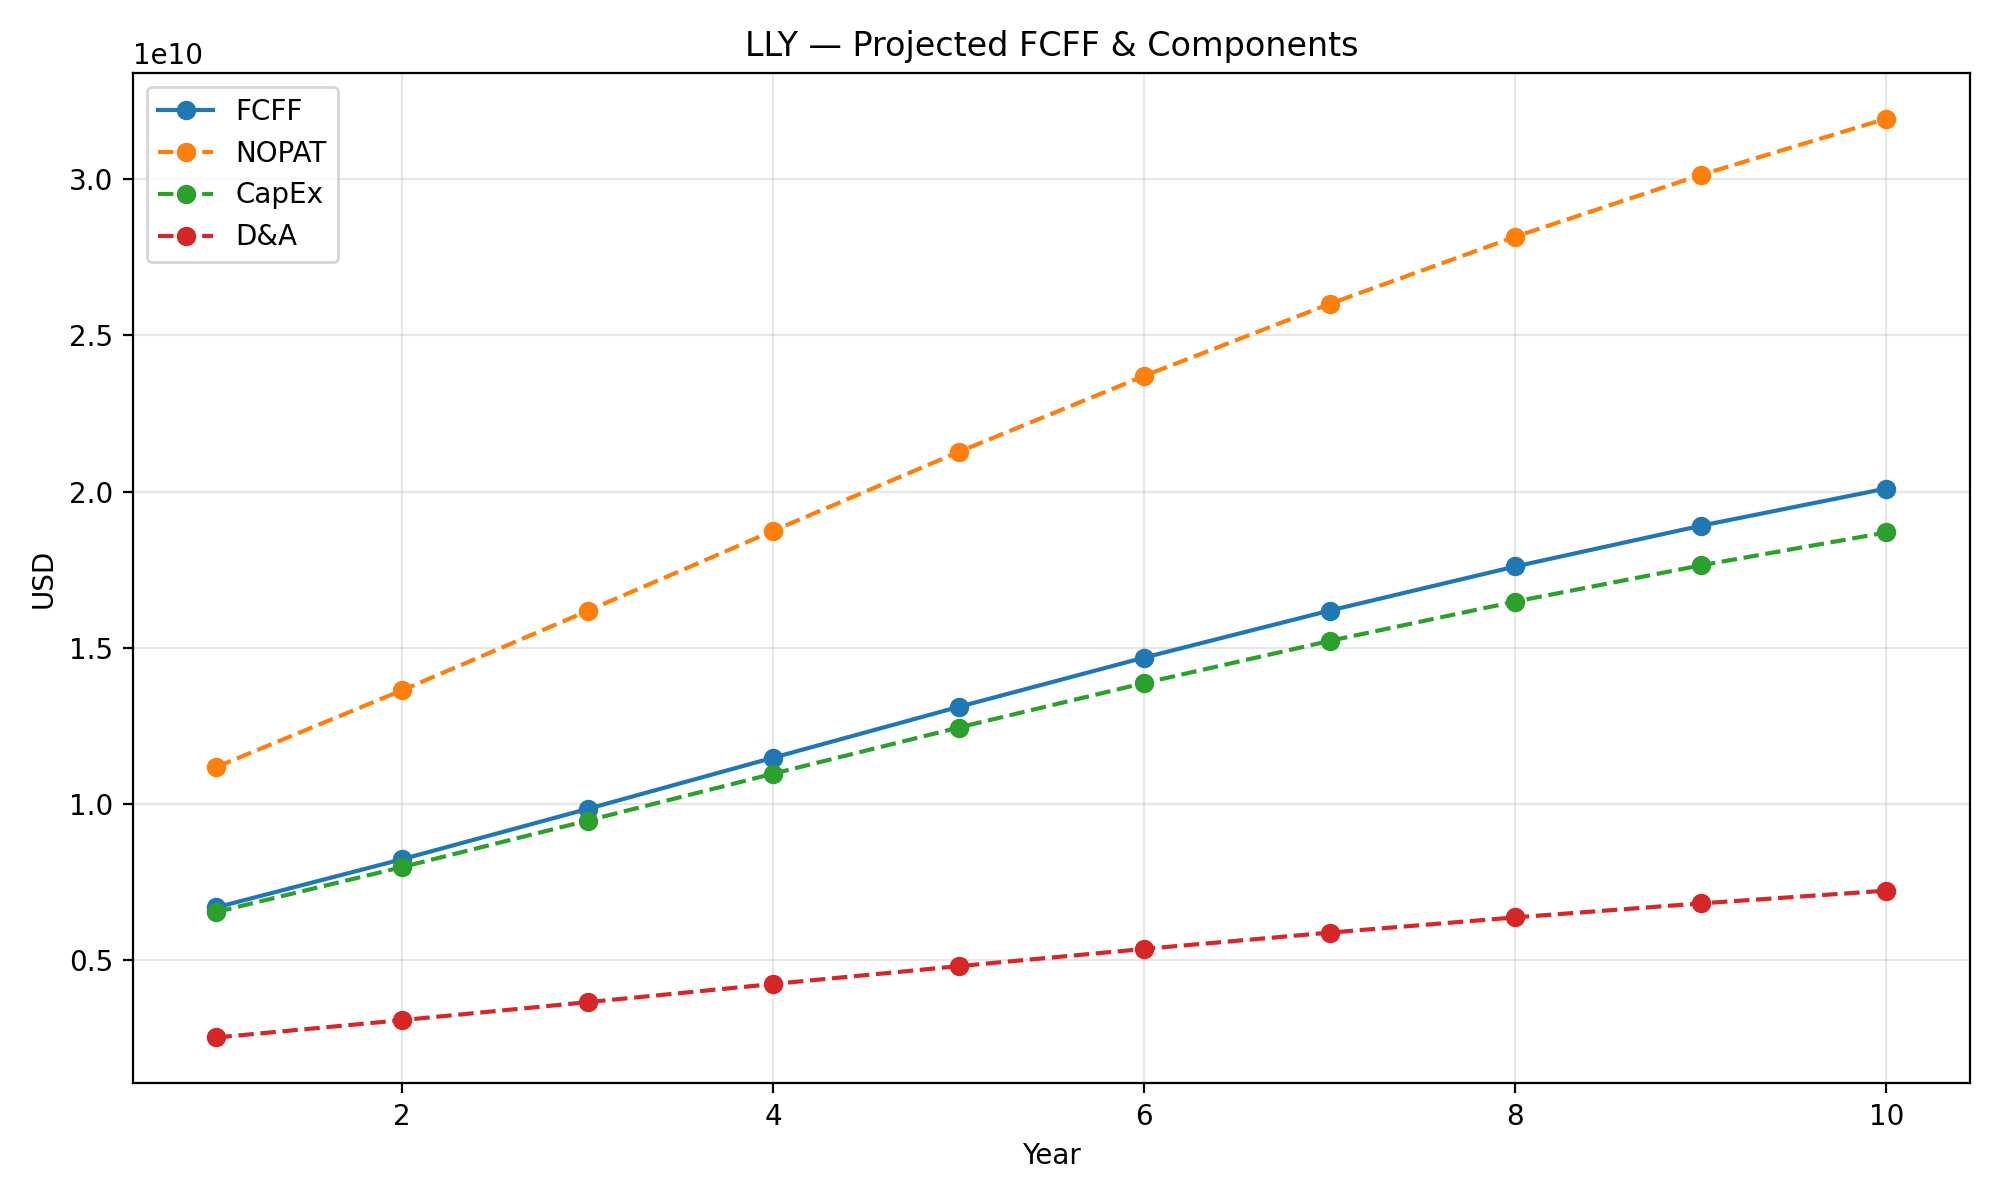 LLY — Projected FCFF & Components
1e10
FCFF
NOPAT
CapEx
D&A
3.0
2.5
2.0
1.5
1.0
0.5
USD
2 4 6 8 10
Year